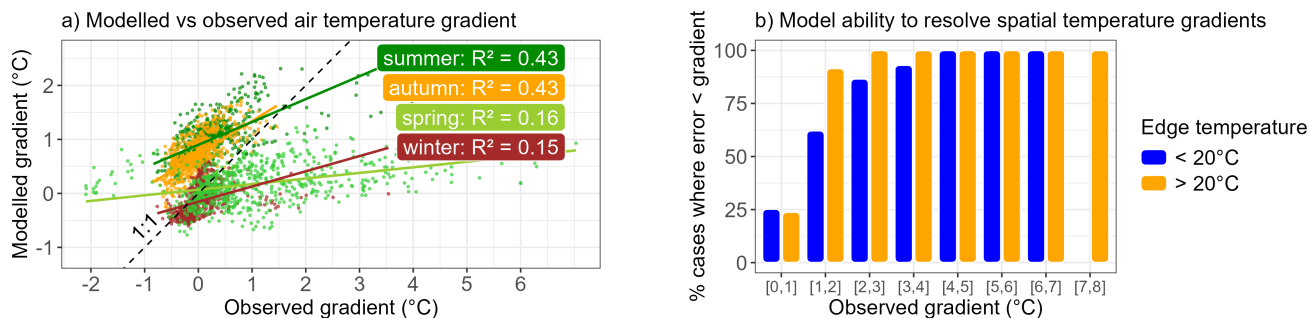 a) Modelled vs observed air temperature gradient
Modelled gradient (°C)
2
1
0
-1
summer: R² = 0.43
autumn: R² = 0.43
spring: R² = 0.16
winter: R² = 0.15
1:1
-2 -1 0 1 2 3 4 5 6
Observed gradient (°C)
b) Model ability to resolve spatial temperature gradients
% cases where error < gradient
100
75
50
25
0
[0,1] [1,2] [2,3] [3,4] [4,5] [5,6] [6,7] [7,8]
Observed gradient (°C)
Edge temperature
< 20°C
> 20°C